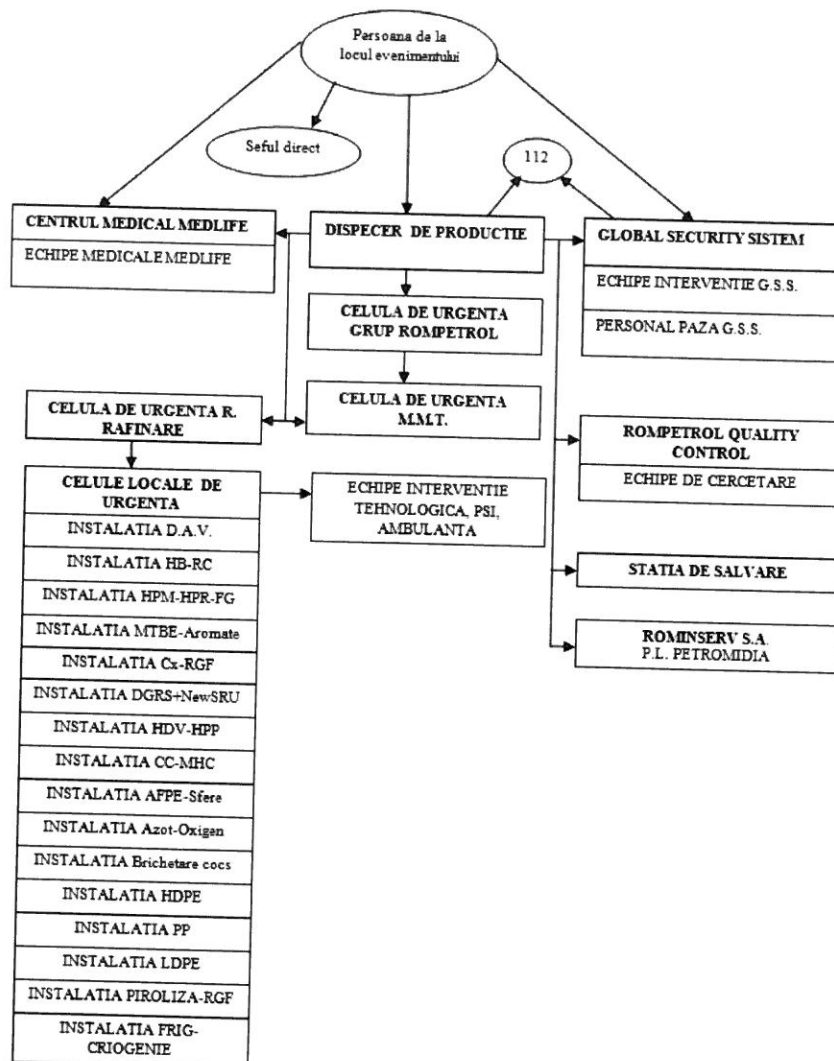 Persoana de la
locul evenimentului
Seful direct
112
CENTRUL MEDICAL MEDLIFE
ECHIPE MEDICALE MEDLIFE
DISPECER DE PRODUCTIE
GLOBAL SECURITY SISTEM
ECHIPE INTERVENTIE G.S.S.
PERSONAL PAZA G.S.S.
CELULA DE URGENTA
GRUP ROMPETROL
CELULA DE URGENTA R.
RAFINARE
CELULA DE URGENTA
M.M.T.
ROMPETROL QUALITY
CONTROL
ECHIPE DE CERCETARE
CELULE LOCALE DE
URGENTA
ECHIPE INTERVENTIE
TEHNOLOGICA, PSI,
AMBULANTA
INSTALATIA D.A.V.
INSTALATIA HB-RC
INSTALATIA HPM-HPR-FG
INSTALATIA MTBE-Aromate
INSTALATIA Cx-RGF
INSTALATIA DGRS+NewSRU
INSTALATIA HDV-HPP
INSTALATIA CC-MHC
INSTALATIA AFPE-Sfere
INSTALATIA Azot-Oxigen
INSTALATIA Brichetare cocs
INSTALATIA HDPE
INSTALATIA PP
INSTALATIA LDPE
INSTALATIA PIROLIZA-RGF
INSTALATIA FRIG-
CRIOGENIE
STATIA DE SALVARE
ROMINSERV S.A.
P.L. PETROMIDIA